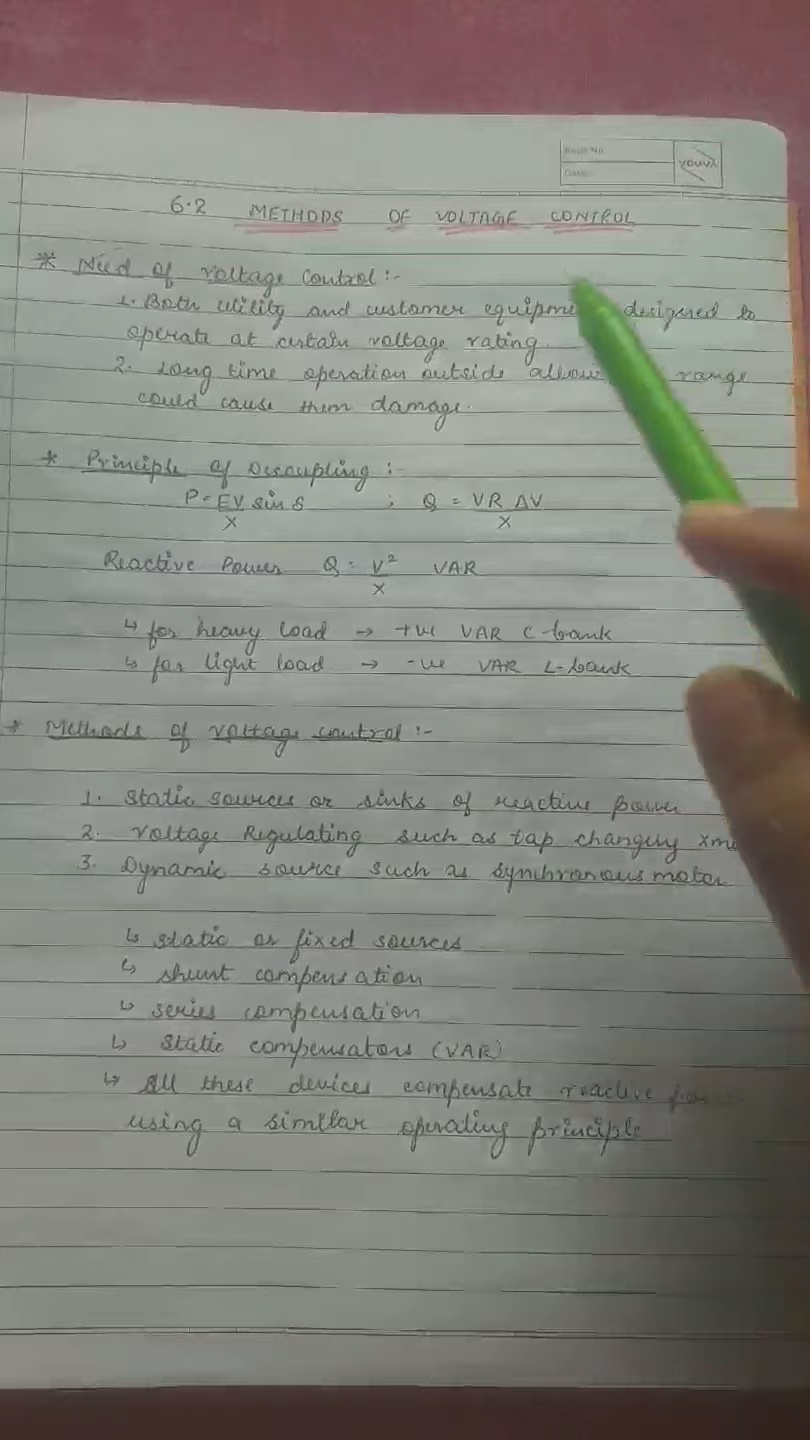 Book No.
DATE:
YOUVA
6.2 METHODS OF VOLTAGE CONTROL
* Need of voltage control :-
1. Both utility and customer equipme designed to
operate at certain voltage rating.
2. Long time operation outside allow range
could cause them damage.
* Principle of Decoupling :-
P = EV sin δ / X ; Q = VR ΔV / X
Reactive Power Q = V² / X VAR
↳ for heavy load → +ve VAR C-bank
↳ for light load → -ve VAR L-bank
* Methods of voltage control :-
1. Static sources or sinks of reactive power
2. Voltage Regulating such as tap changing xm
3. Dynamic source such as synchronous motor
↳ static or fixed sources
↳ shunt compensation
↳ series compensation
↳ static compensators (VAR)
↳ All these devices compensate reactive
using a similar operating principle